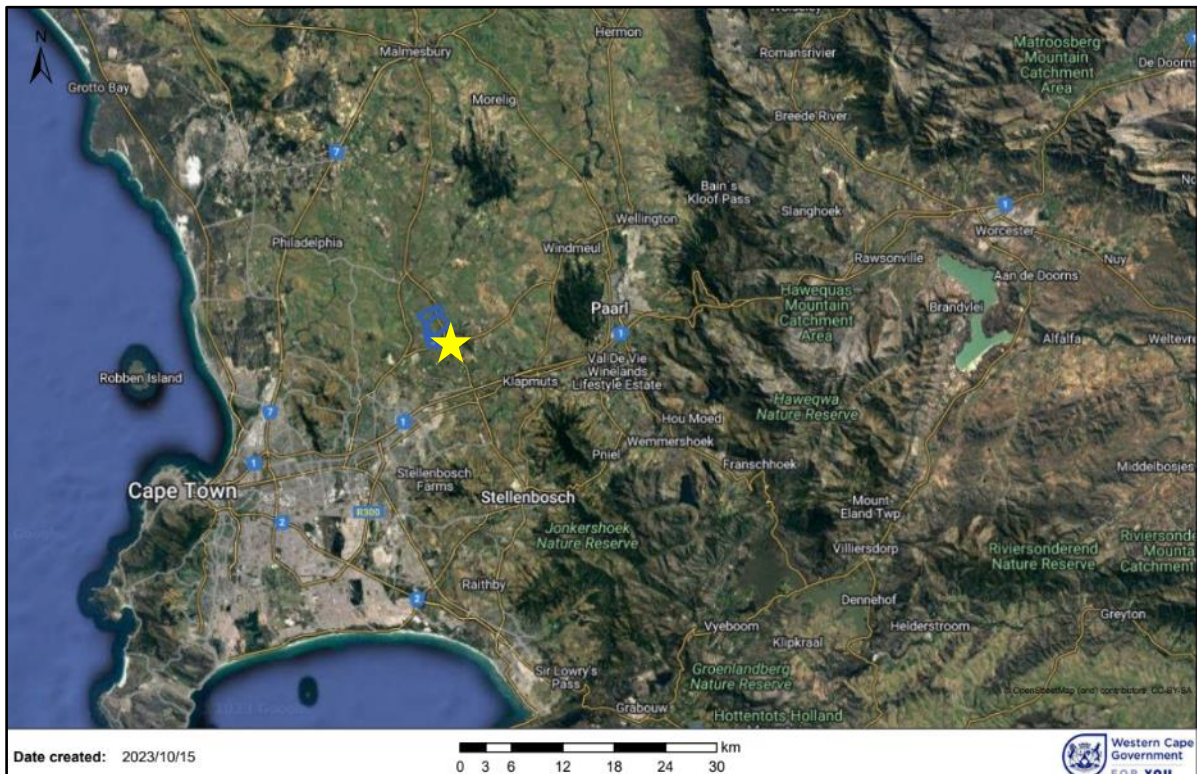 Wolseley
Hermon
N
Malmesbury
Romansrivier
Matroosberg
Mountain
Catchment
Area
1
De Doorns
Grotto Bay
Morelig
Breede River
7
Bain s
Kloof Pass
Slanghoek
1
Wellington
Worcester
Philadelphia
Windmeul
Nuy
Rawsonville
Aan de Doorns
Hawequas
Mountain
Catchment
Area
Brandvlei
Paarl
1
Alfalfa
Val De Vie
Winelands
Lifestyle Estate
Robben Island
Klapmuts
Haweqwa
Nature Reserve
7
1
Hou Moed
Wemmershoek
Pniel
Franschhoek
1
Stellenbosch
Farms
Middelbosjes
Cape Town
Stellenbosch
R300
2
Mount-
Eland Twp
Jonkershoek
Nature Reserve
Villiersdorp
Riviersonderend
Nature Reserve
Catchment
Raithby
2
Dennehof
Greyton
Vyeboom
Helderstroom
Klipkraal
Sir Lowry's
Pass
Groenlandberg
Nature Reserve
Grabouw
Hottentots Holland
© OpenStreetMap (and) contributors, CC-BY-SA
Date created: 2023/10/15
km
0 3 6 12 18 24 30
Western Cape
Government
FOR YOU